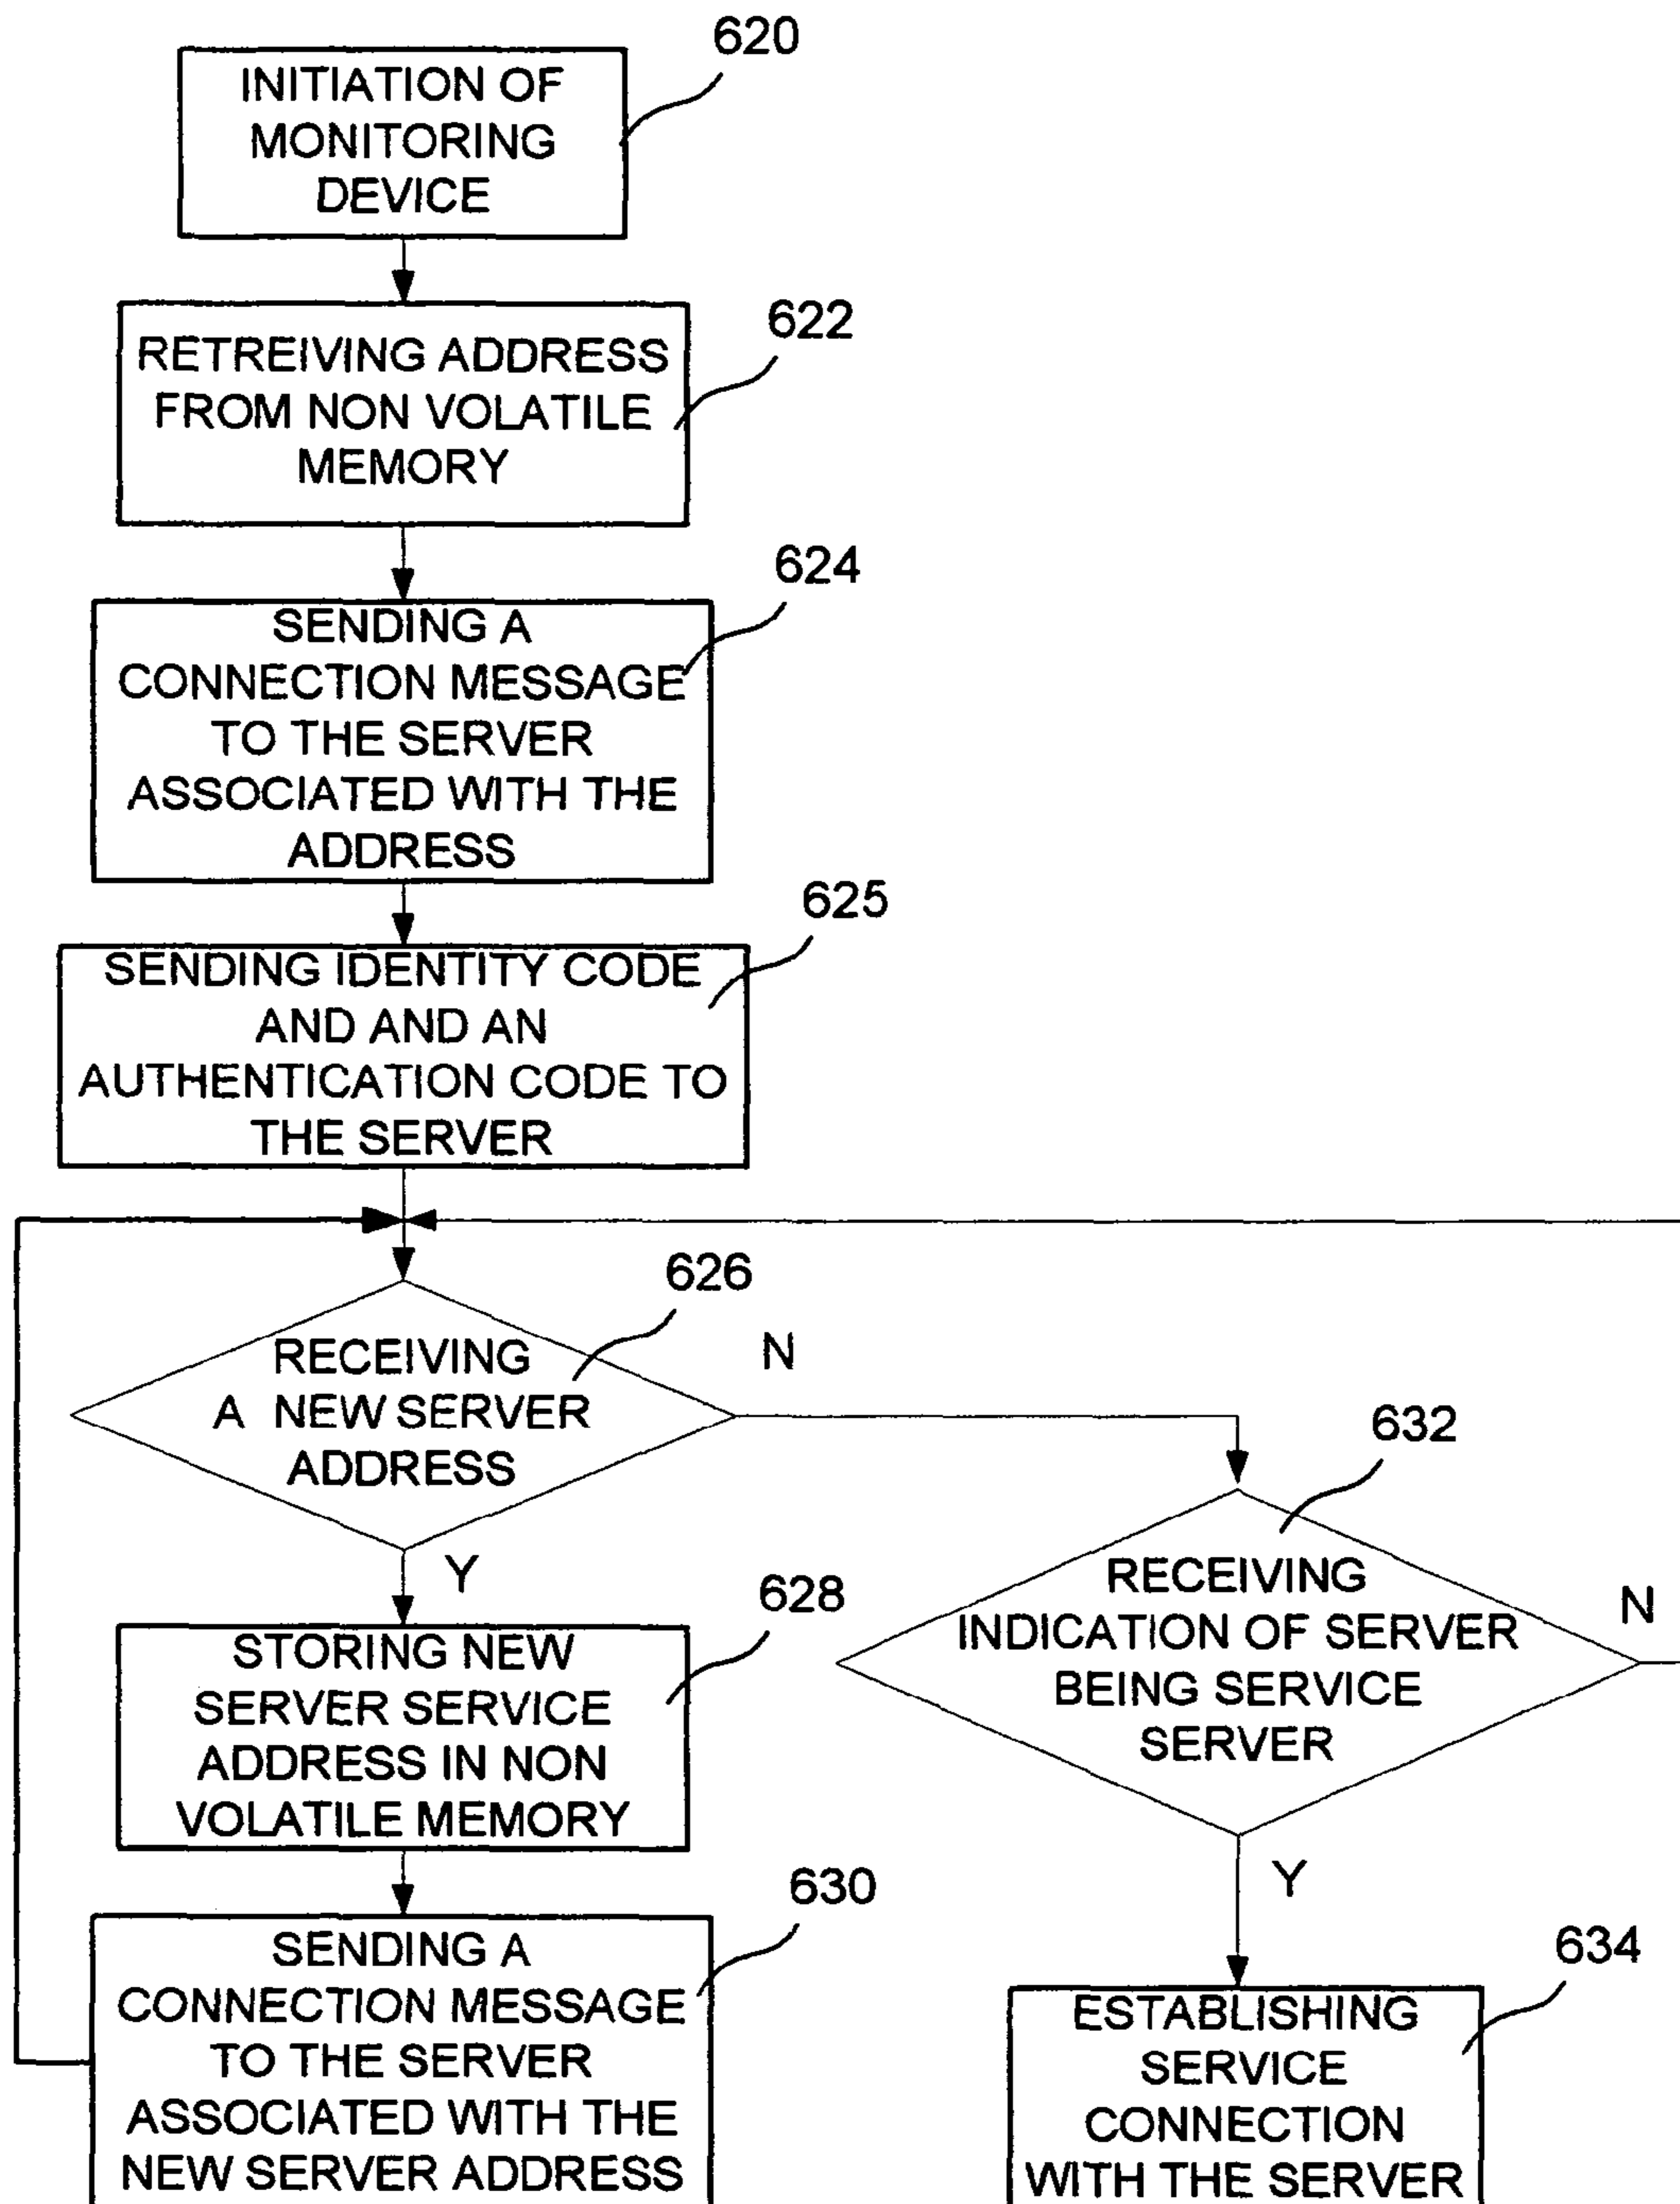 620
INITIATION OF
MONITORING
DEVICE
622
RETREIVING ADDRESS
FROM NON VOLATILE
MEMORY
624
SENDING A
CONNECTION MESSAGE
TO THE SERVER
ASSOCIATED WITH THE
ADDRESS
625
SENDING IDENTITY CODE
AND AND AN
AUTHENTICATION CODE TO
THE SERVER
626
RECEIVING
A NEW SERVER
ADDRESS
N
Y
628
STORING NEW
SERVER SERVICE
ADDRESS IN NON
VOLATILE MEMORY
630
SENDING A
CONNECTION MESSAGE
TO THE SERVER
ASSOCIATED WITH THE
NEW SERVER ADDRESS
632
RECEIVING
INDICATION OF SERVER
BEING SERVICE
SERVER
N
Y
634
ESTABLISHING
SERVICE
CONNECTION
WITH THE SERVER